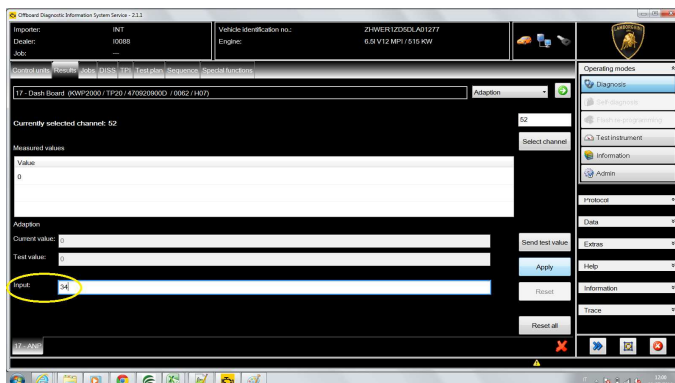 Offboard Diagnostic Information System Service - 2.1.1
Importer: INT
Dealer: I0088
Job: ---
Vehicle identification no.: ZHWER1ZD5DLA01277
Engine: 6.5l V12 MPI / 515 KW
LAMBORGHINI
Control units Results Jobs DISS TPI Test plan Sequence Special functions
Operating modes
Diagnosis
17 - Dash Board (KWP2000 / TP20 / 470920900D / 0062 / H07)
Adaption
Self-diagnosis
Flash re-programming
Currently selected channel: 52
52
Select channel
Test instrument
Measured values
Information
Value
Admin
0
Protocol
Adaption
Data
Current value: 0
Send test value
Extras
Test value: 0
Apply
Help
Input: 34
Reset
Information
Trace
Reset all
17 - ANP
12:08